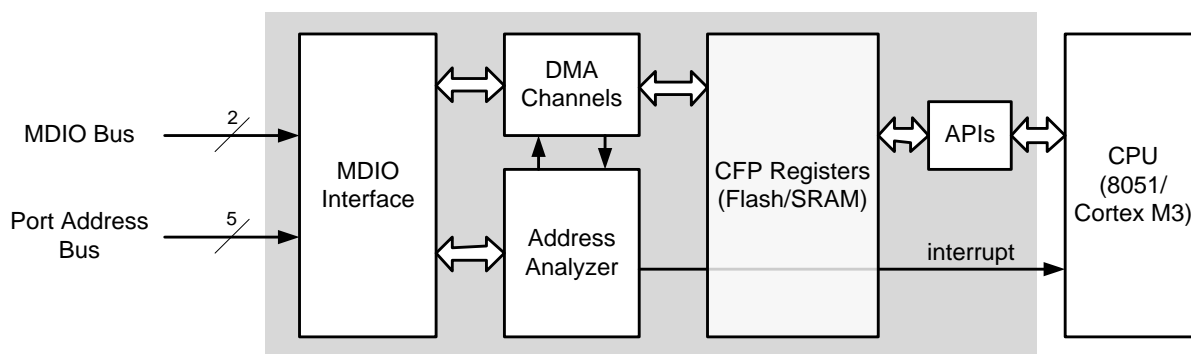 MDIO Bus
2
Port Address
Bus
5
MDIO
Interface
DMA
Channels
Address
Analyzer
CFP Registers
(Flash/SRAM)
APIs
interrupt
CPU
(8051/
Cortex M3)